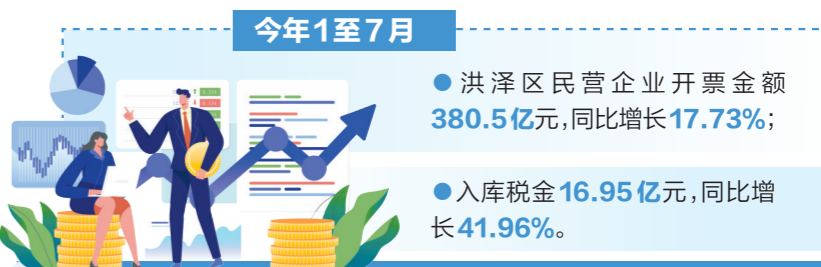 今年1至7月
●洪泽区民营企业开票金额
380.5亿元,同比增长17.73%;
●入库税金16.95亿元,同比增
长41.96%。